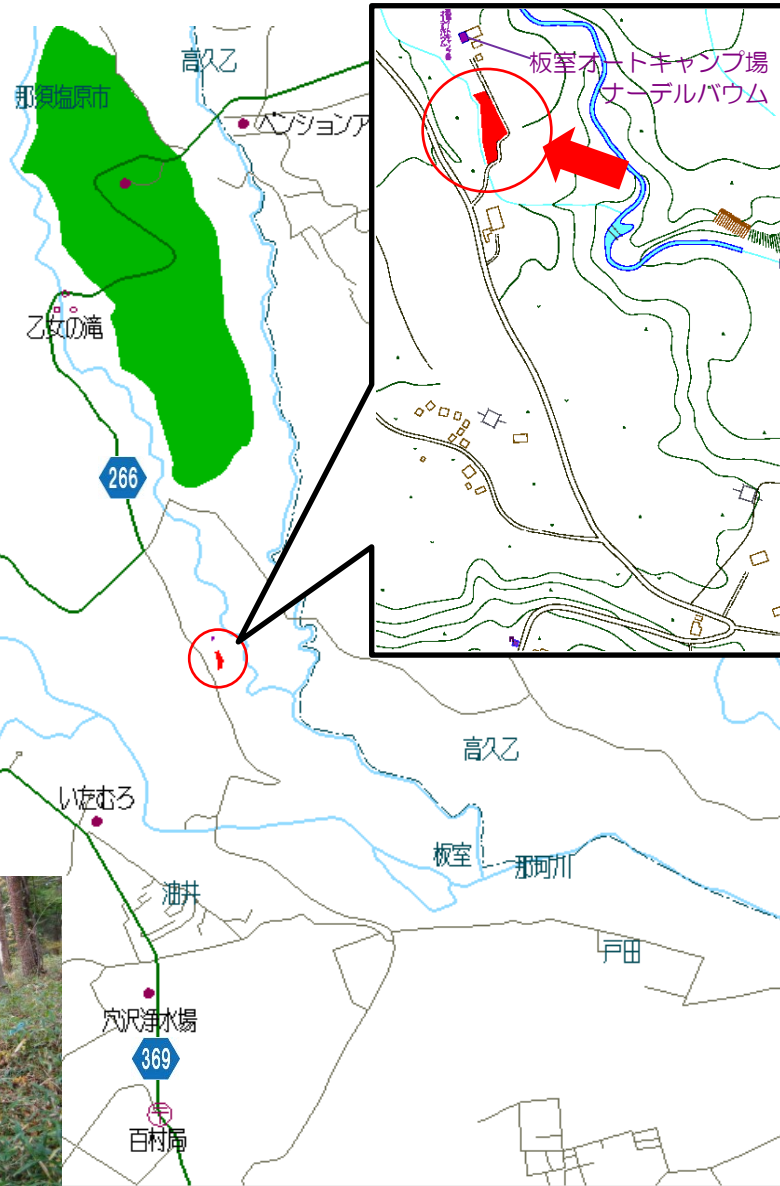 高久乙
那須塩原市
ペンションア
板室オートキャンプ場
ナーデルバウム
乙女の滝
266
高久乙
いたむろ
板室
那珂川
油井
戸田
穴沢浄水場
369
百村局